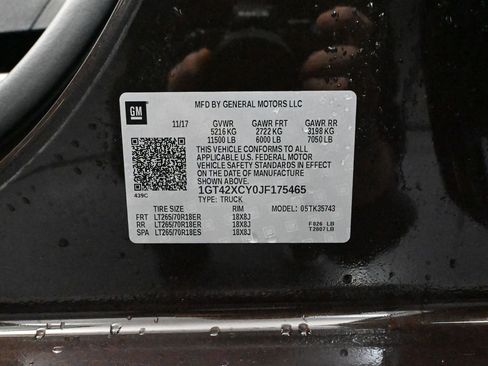 GM
MFD BY GENERAL MOTORS LLC
11/17 GVWR GAWR FRT GAWR RR
5216 KG 2722 KG 3198 KG
11500 LB 6000 LB 7050 LB
THIS VEHICLE CONFORMS TO ALL
APPLICABLE U.S. FEDERAL MOTOR
VEHICLE SAFETY STANDARDS IN EFFECT
ON THE DATE OF MANUFACTURE
SHOWN ABOVE.
1GT42XCY0JF175465
439C TYPE: TRUCK
TIRE SIZE RIM MODEL: 05TK35743
FRT LT265/70R18ER 18X8J F026 LB
RR LT265/70R18ER 18X8J T2807LB
SPA LT265/70R18ES 18X8J